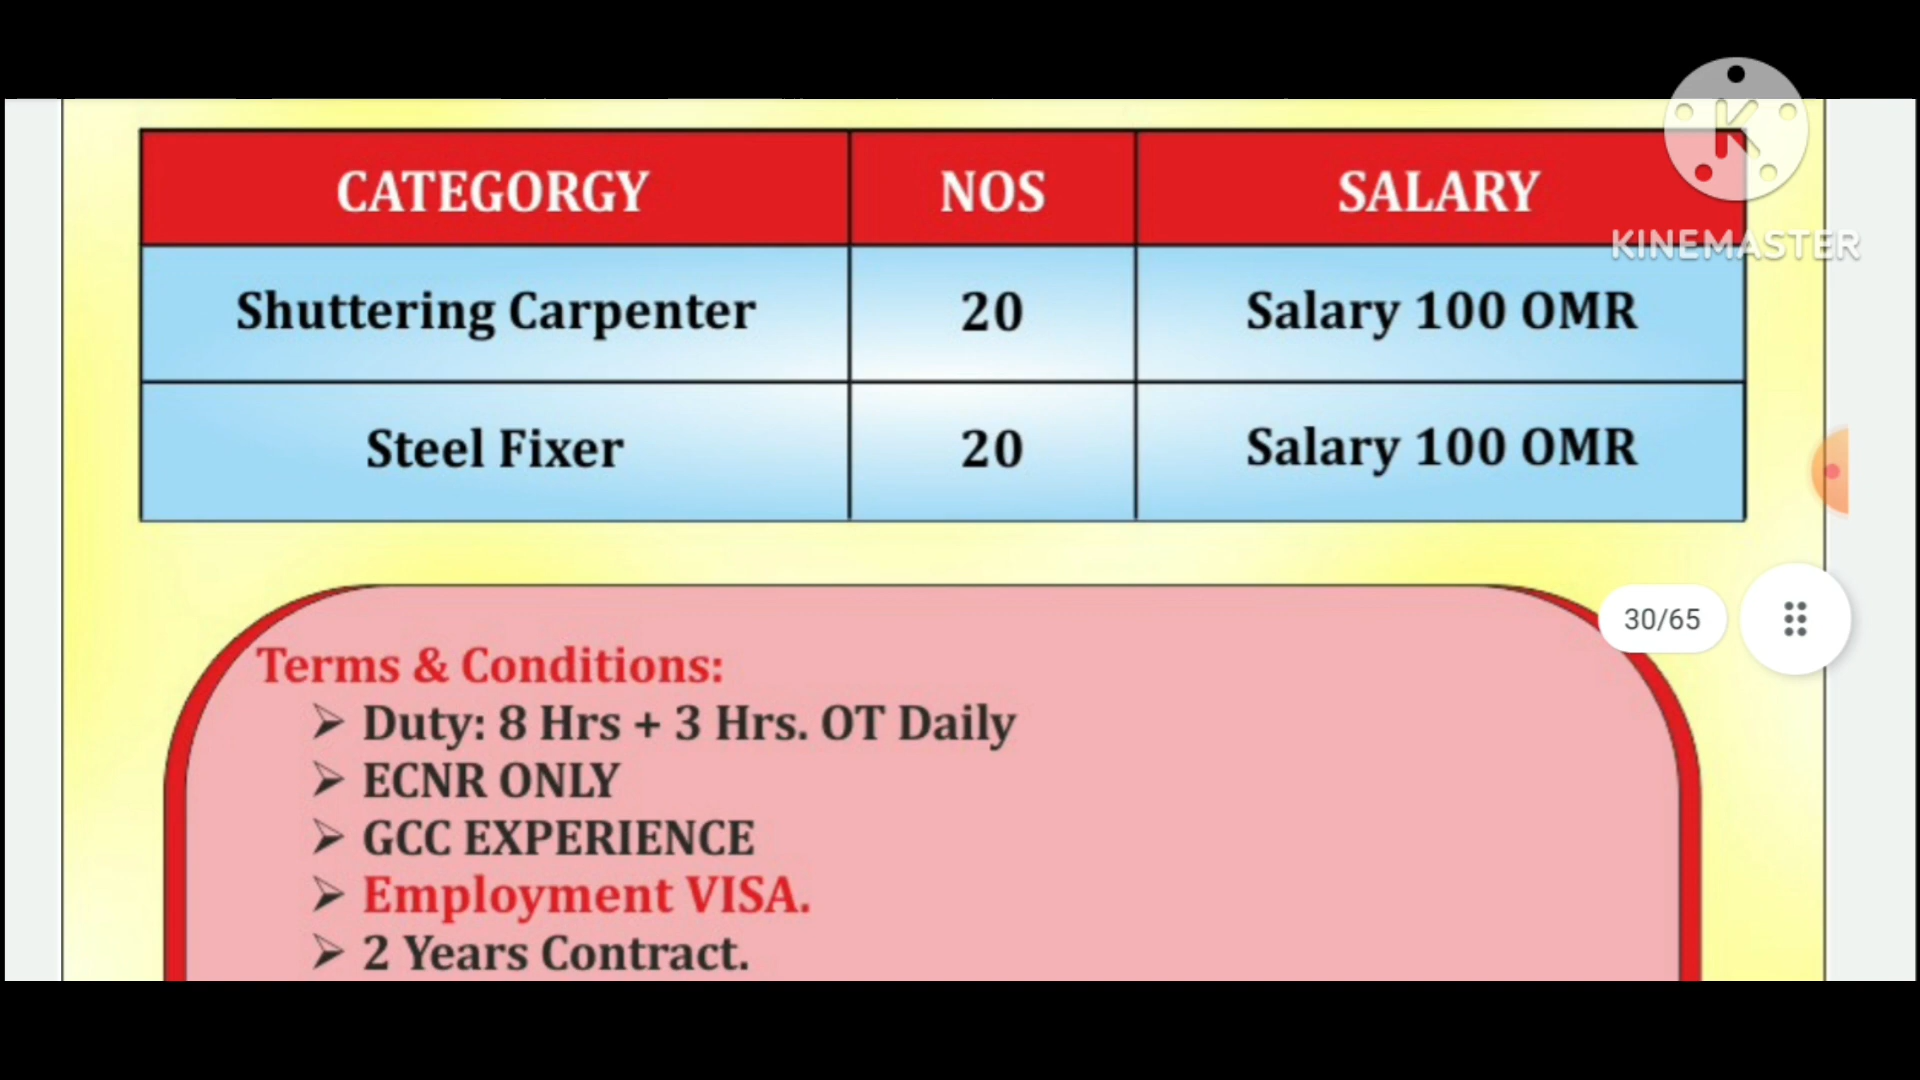 CATEGORGY NOS SALARY
Shuttering Carpenter 20 Salary 100 OMR
Steel Fixer 20 Salary 100 OMR
Terms & Conditions:
➢ Duty: 8 Hrs + 3 Hrs. OT Daily
➢ ECNR ONLY
➢ GCC EXPERIENCE
➢ Employment VISA.
➢ 2 Years Contract.
30/65
K
KINEMASTER